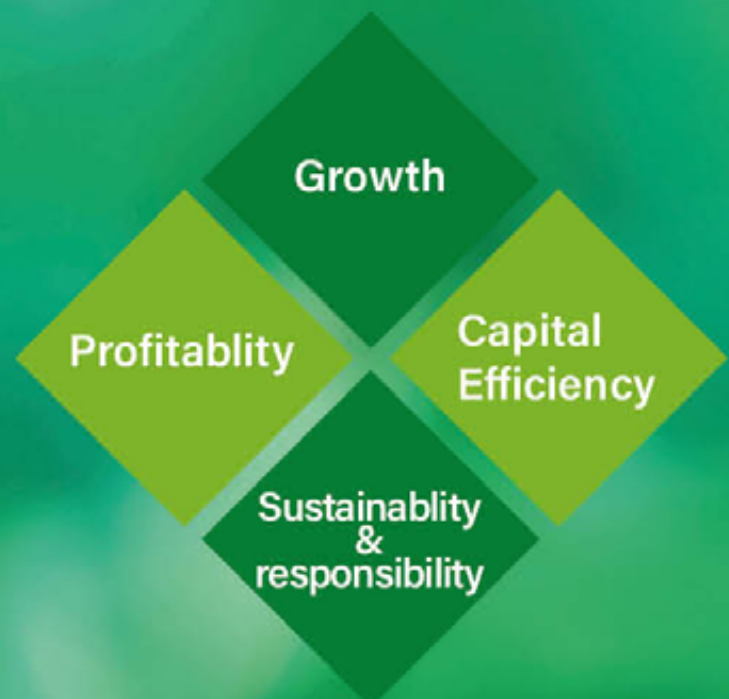 Growth
Profitablity
Capital
Efficiency
Sustainablity
&
responsibility